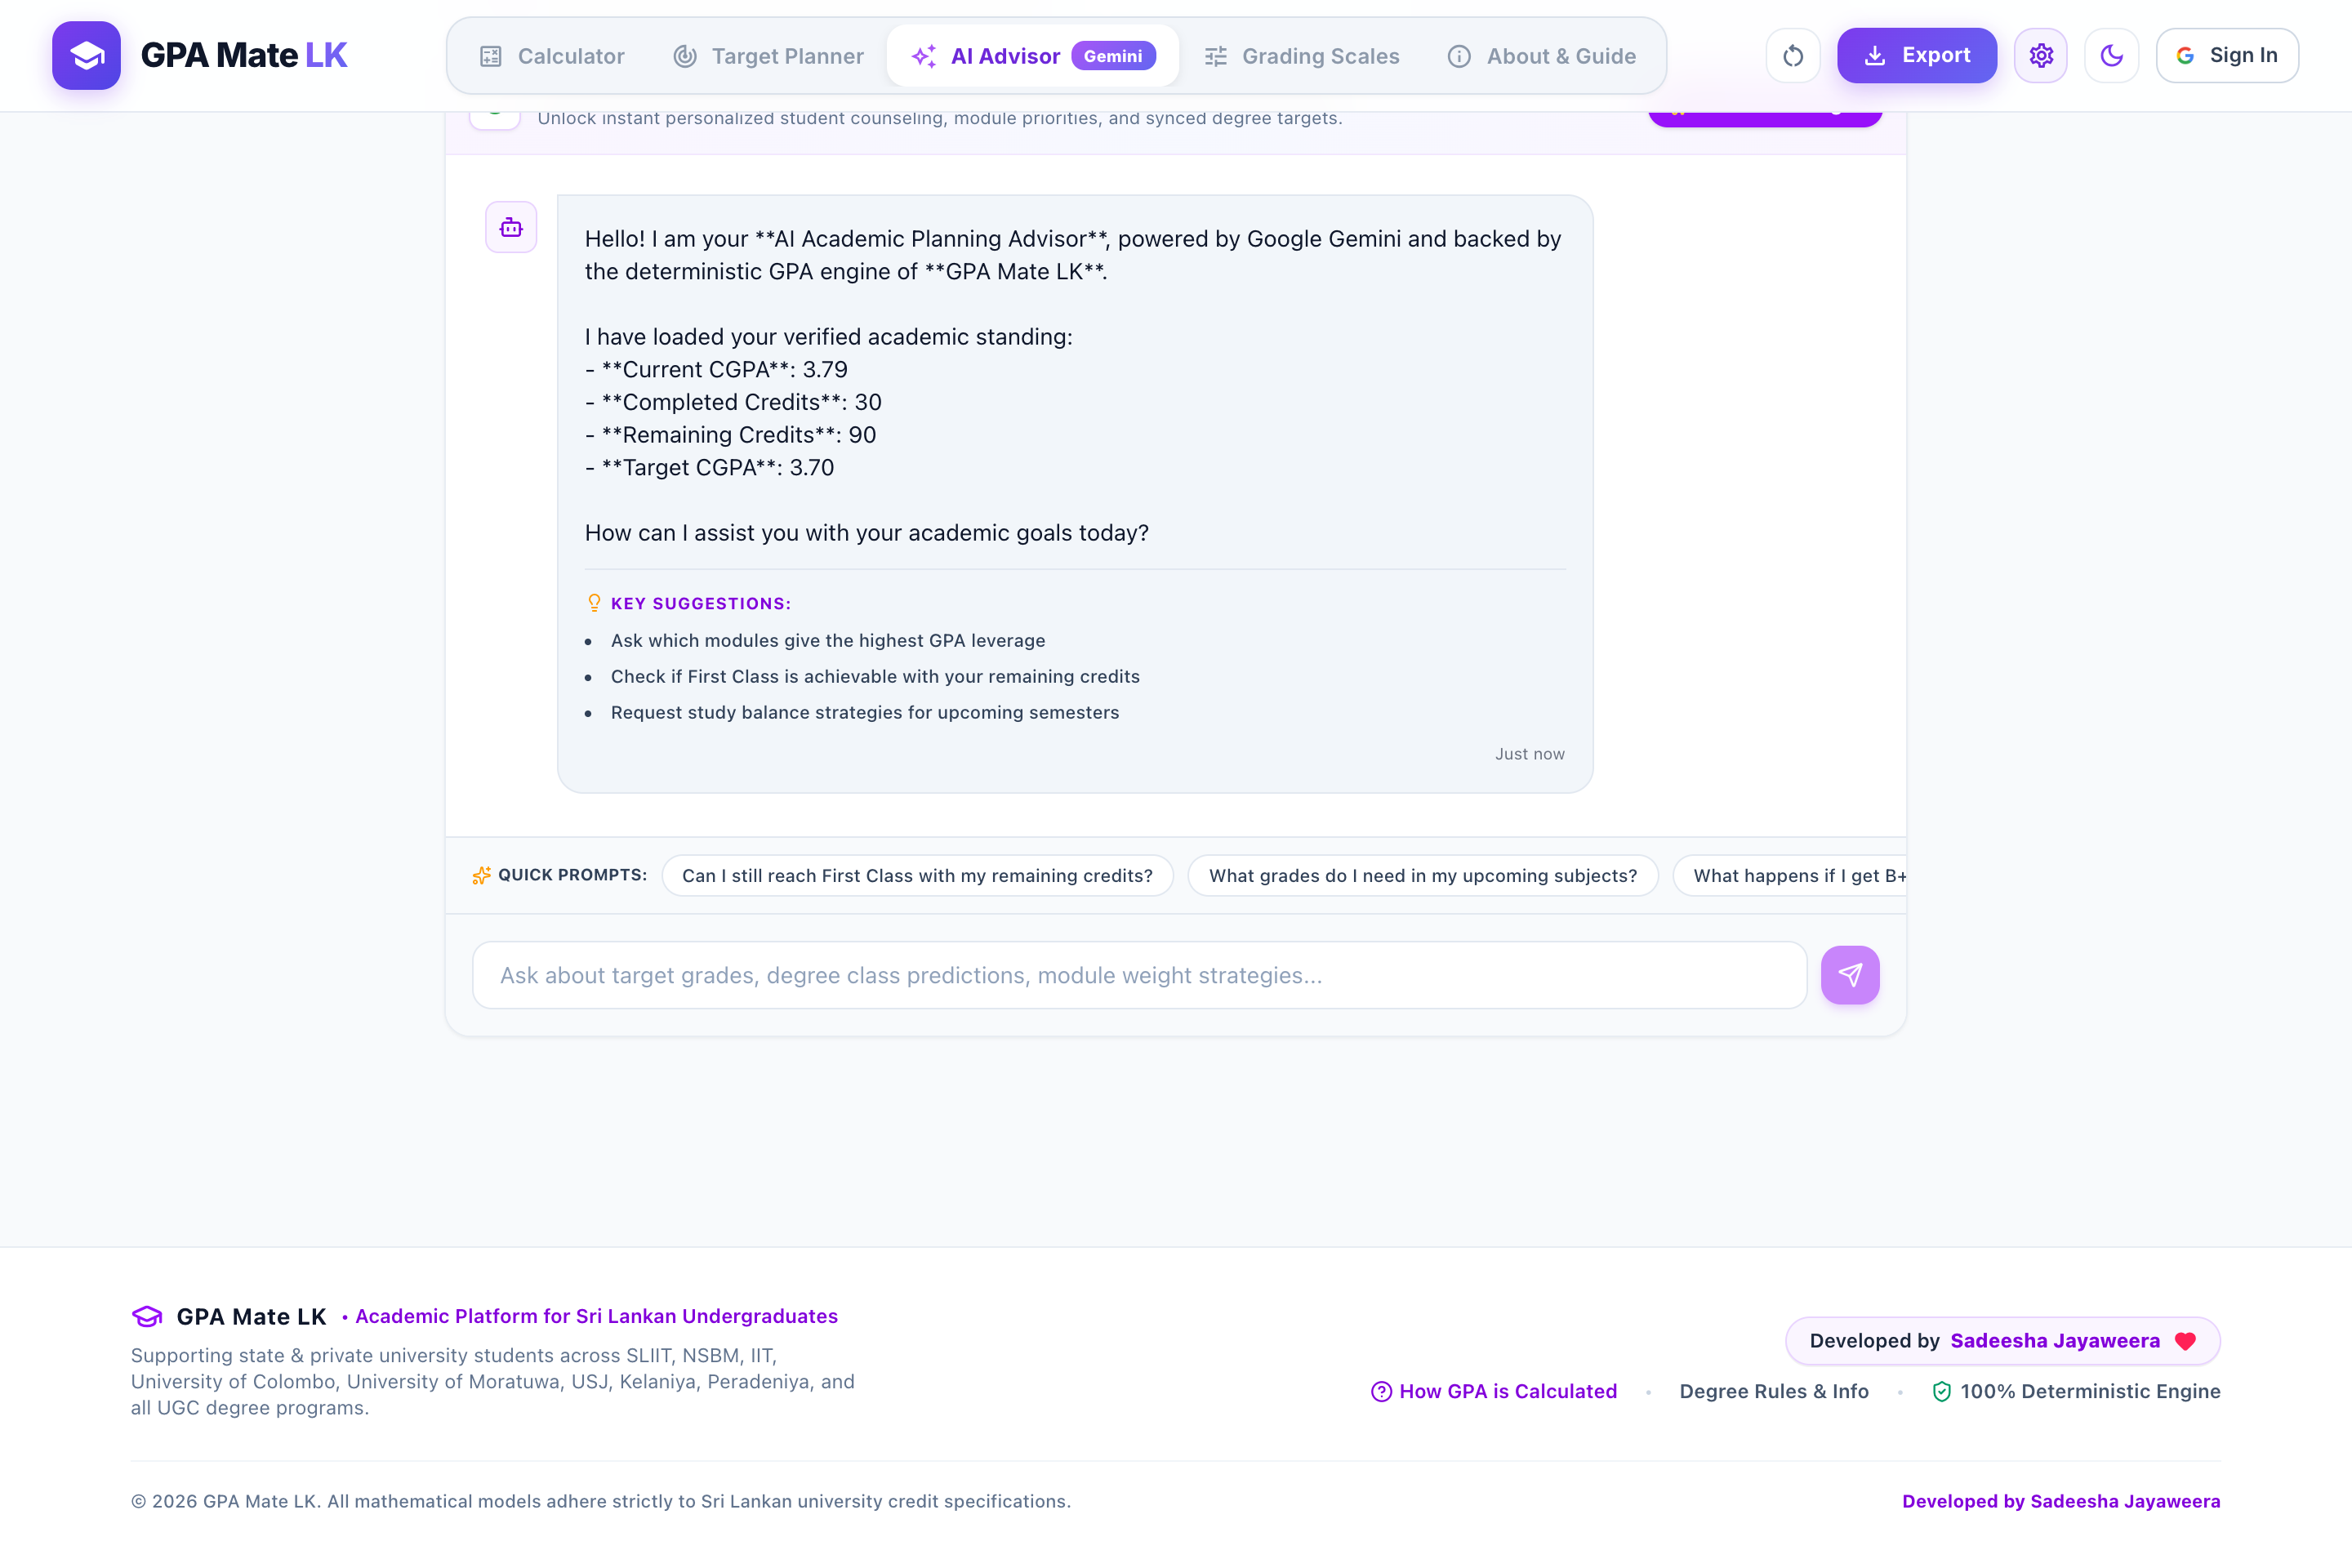 GPA Mate LK
Calculator
Target Planner
AI Advisor
Gemini
Grading Scales
About & Guide
Export
Sign In
Unlock instant personalized student counseling, module priorities, and synced degree targets.
Hello! I am your **AI Academic Planning Advisor**, powered by Google Gemini and backed by
the deterministic GPA engine of **GPA Mate LK**.
I have loaded your verified academic standing:
- **Current CGPA**: 3.79
- **Completed Credits**: 30
- **Remaining Credits**: 90
- **Target CGPA**: 3.70
How can I assist you with your academic goals today?
KEY SUGGESTIONS:
• Ask which modules give the highest GPA leverage
• Check if First Class is achievable with your remaining credits
• Request study balance strategies for upcoming semesters
Just now
QUICK PROMPTS:
Can I still reach First Class with my remaining credits?
What grades do I need in my upcoming subjects?
What happens if I get B+
Ask about target grades, degree class predictions, module weight strategies...
GPA Mate LK • Academic Platform for Sri Lankan Undergraduates
Supporting state & private university students across SLIIT, NSBM, IIT,
University of Colombo, University of Moratuwa, USJ, Kelaniya, Peradeniya, and
all UGC degree programs.
Developed by Sadeesha Jayaweera
How GPA is Calculated • Degree Rules & Info • 100% Deterministic Engine
© 2026 GPA Mate LK. All mathematical models adhere strictly to Sri Lankan university credit specifications.
Developed by Sadeesha Jayaweera